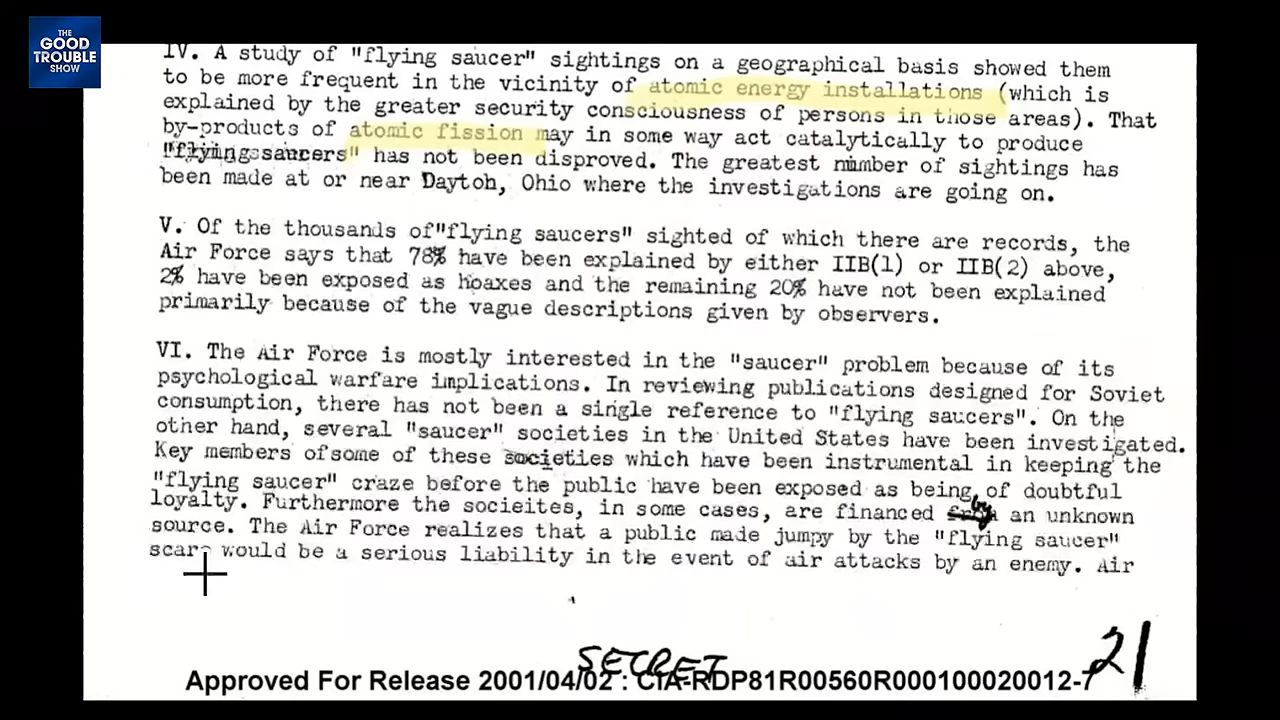 THE
GOOD
TROUBLE
SHOW
IV. A study of "flying saucer" sightings on a geographical basis showed them
to be more frequent in the vicinity of atomic energy installations (which is
explained by the greater security consciousness of persons in those areas). That
by-products of atomic fission may in some way act catalytically to produce
"flying saucers" has not been disproved. The greatest number of sightings has
been made at or near Dayton, Ohio where the investigations are going on.
V. Of the thousands of"flying saucers" sighted of which there are records, the
Air Force says that 78% have been explained by either IIB(1) or IIB(2) above,
2% have been exposed as hoaxes and the remaining 20% have not been explained
primarily because of the vague descriptions given by observers.
VI. The Air Force is mostly interested in the "saucer" problem because of its
psychological warfare implications. In reviewing publications designed for Soviet
consumption, there has not been a single reference to "flying saucers". On the
other hand, several "saucer" societies in the United States have been investigated.
Key members ofsome of these societies which have been instrumental in keeping the
"flying saucer" craze before the public have been exposed as being of doubtful
loyalty. Furthermore the socieites, in some cases, are financed by an unknown
source. The Air Force realizes that a public made jumpy by the "flying saucer"
scare would be a serious liability in the event of air attacks by an enemy. Air
SECRET
21
Approved For Release 2001/04/02 : CIA-RDP81R00560R000100020012-7